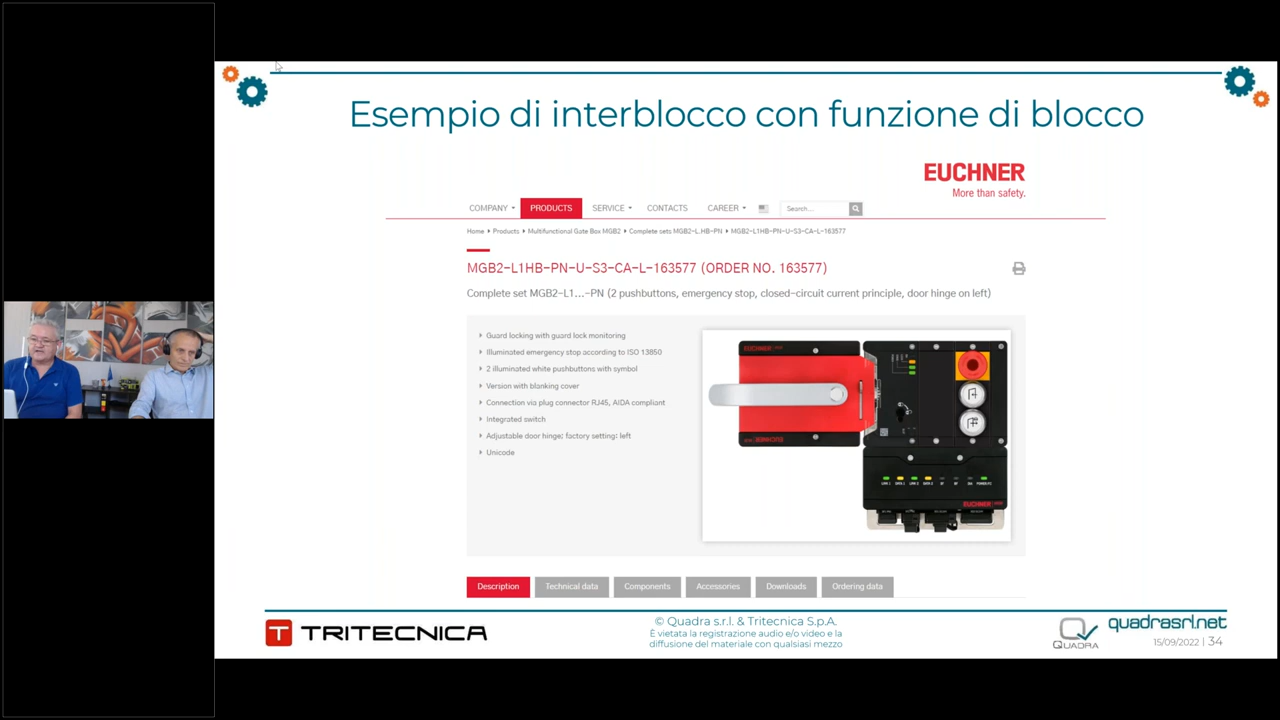 Esempio di interblocco con funzione di blocco
EUCHNER
More than safety.
COMPANY PRODUCTS SERVICE CONTACTS CAREER Search...
Home Products Multifunctional Gate Box MGB2 Complete sets MGB2-L.HB-PN MGB2-L1HB-PN-U-S3-CA-L-163577
MGB2-L1HB-PN-U-S3-CA-L-163577 (ORDER NO. 163577)
Complete set MGB2-L1...-PN (2 pushbuttons, emergency stop, closed-circuit current principle, door hinge on left)
Guard locking with guard lock monitoring
Illuminated emergency stop according to ISO 13850
2 illuminated white pushbuttons with symbol
Version with blanking cover
Connection via plug connector RJ45, AIDA compliant
Integrated switch
Adjustable door hinge; factory setting: left
Unicode
EUCHNER
EUCHNER
EUCHNER
Description Technical data Components Accessories Downloads Ordering data
TRITECNICA
© Quadra s.r.l. & Tritecnica S.p.A.
È vietata la registrazione audio e/o video e la
diffusione del materiale con qualsiasi mezzo
QUADRA
quadrasrl.net
15/09/2022 | 34